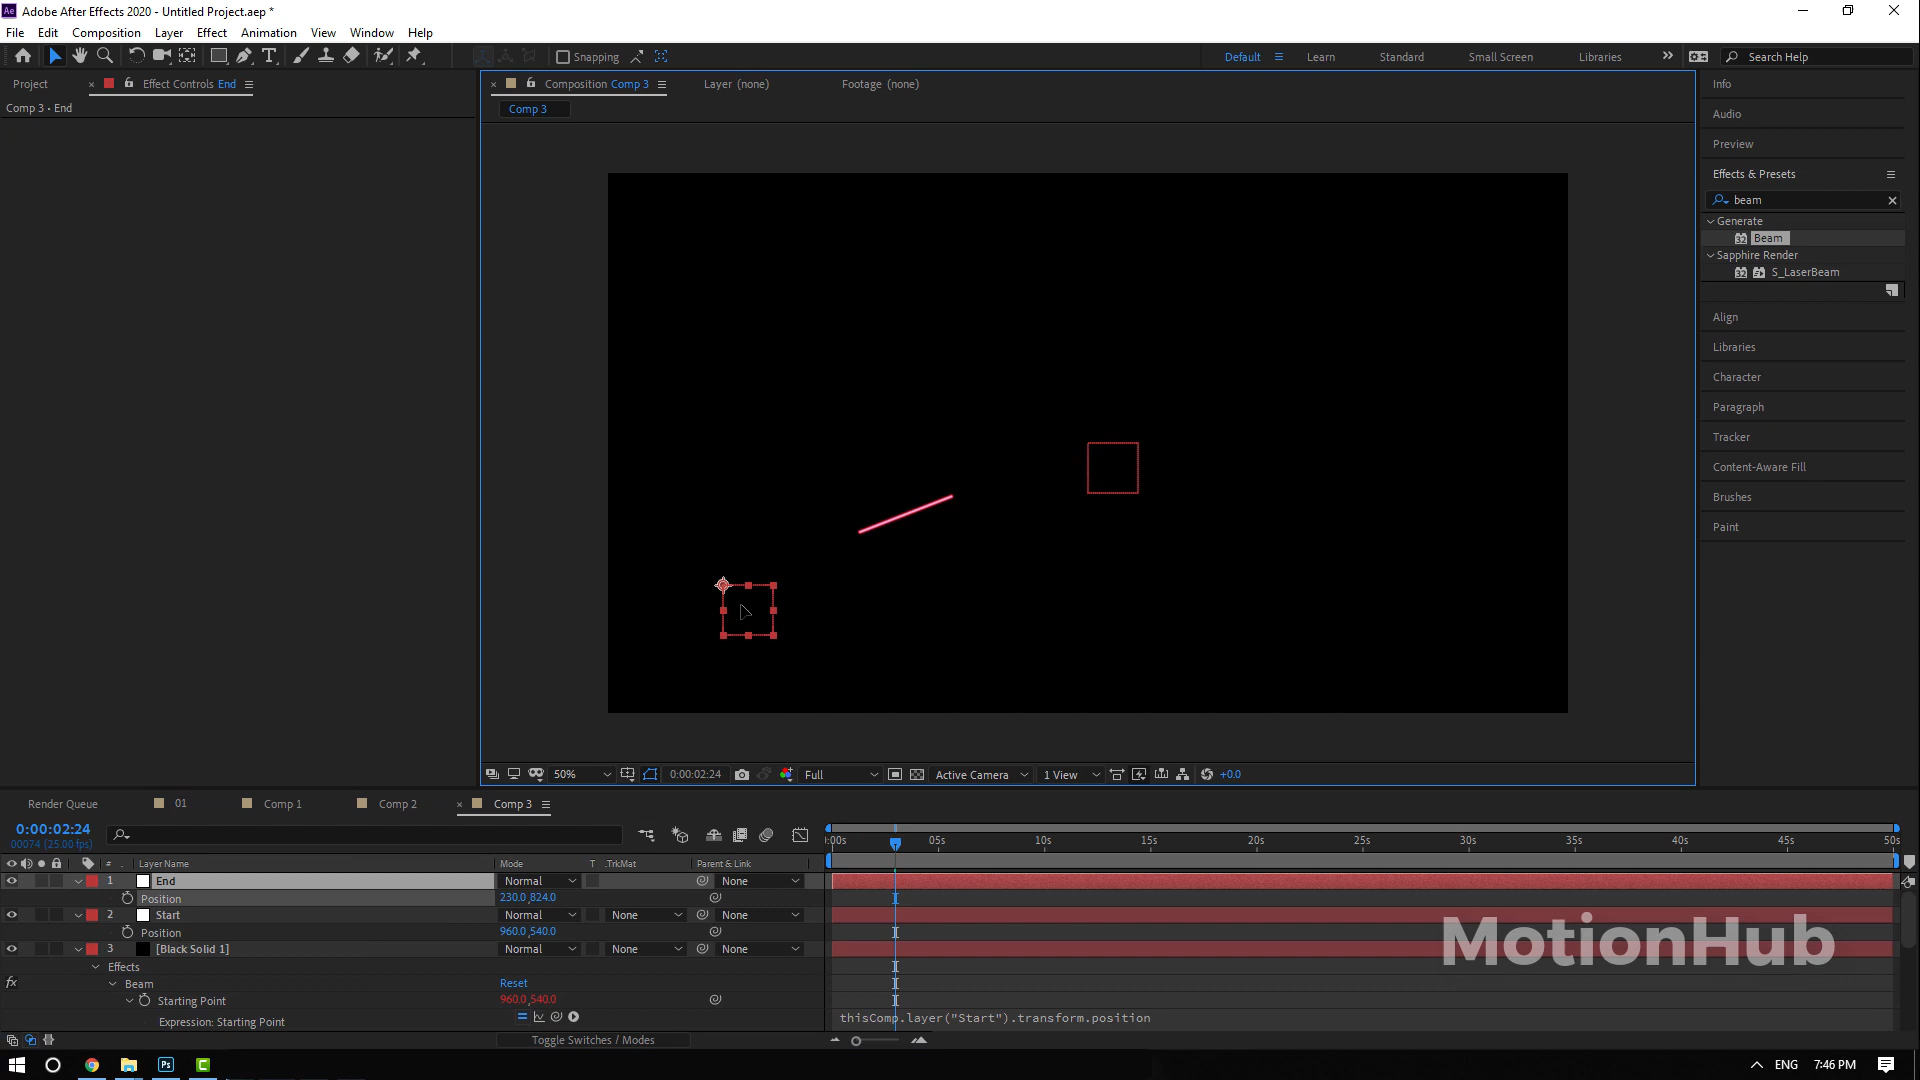 Adobe After Effects 2020 - Untitled Project.aep *
File Edit Composition Layer Effect Animation View Window Help
Snapping Default Learn Standard Small Screen Libraries Search Help
Project Effect Controls End
Comp 3 • End
Composition Comp 3 Layer (none) Footage (none)
Comp 3
Info
Audio
Preview
Effects & Presets
beam
Generate
32 Beam
Sapphire Render
32 S_LaserBeam
Align
Libraries
Character
Paragraph
Tracker
Content-Aware Fill
Brushes
Paint
50% 0:00:02:24 Full Active Camera 1 View +0.0
Render Queue 01 Comp 1 Comp 2 Comp 3
0:00:02:24
00074 (25.00 fps)
:00s 05s 10s 15s 20s 25s 30s 35s 40s 45s 50s
# Layer Name Mode T .TrkMat Parent & Link
1 End Normal None
Position 230.0,824.0
2 Start Normal None None
Position 960.0,540.0
3 [Black Solid 1] Normal None None
Effects
fx Beam Reset
Starting Point 960.0,540.0
Expression: Starting Point thisComp.layer("Start").transform.position
Toggle Switches / Modes
MotionHub
Ps ENG 7:46 PM